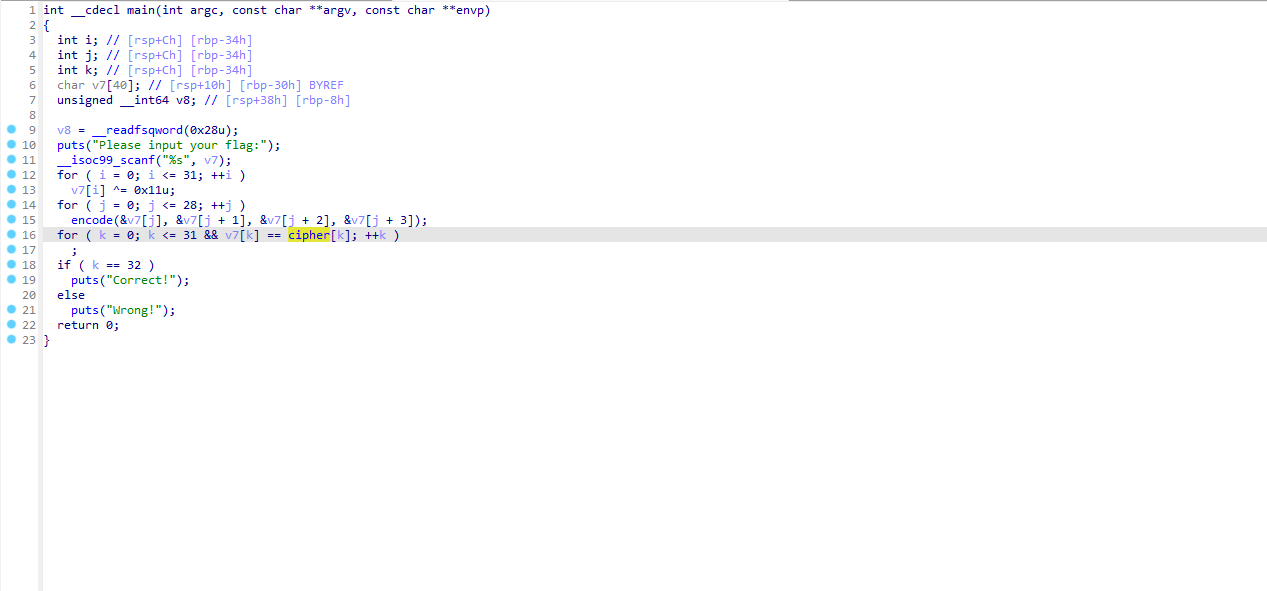 1 int __cdecl main(int argc, const char **argv, const char **envp)
2 {
3   int i; // [rsp+Ch] [rbp-34h]
4   int j; // [rsp+Ch] [rbp-34h]
5   int k; // [rsp+Ch] [rbp-34h]
6   char v7[40]; // [rsp+10h] [rbp-30h] BYREF
7   unsigned __int64 v8; // [rsp+38h] [rbp-8h]
8
9   v8 = __readfsqword(0x28u);
10   puts("Please input your flag:");
11   __isoc99_scanf("%s", v7);
12   for ( i = 0; i <= 31; ++i )
13     v7[i] ^= 0x11u;
14   for ( j = 0; j <= 28; ++j )
15     encode(&v7[j], &v7[j + 1], &v7[j + 2], &v7[j + 3]);
16   for ( k = 0; k <= 31 && v7[k] == cipher[k]; ++k )
17     ;
18   if ( k == 32 )
19     puts("Correct!");
20   else
21     puts("Wrong!");
22   return 0;
23 }